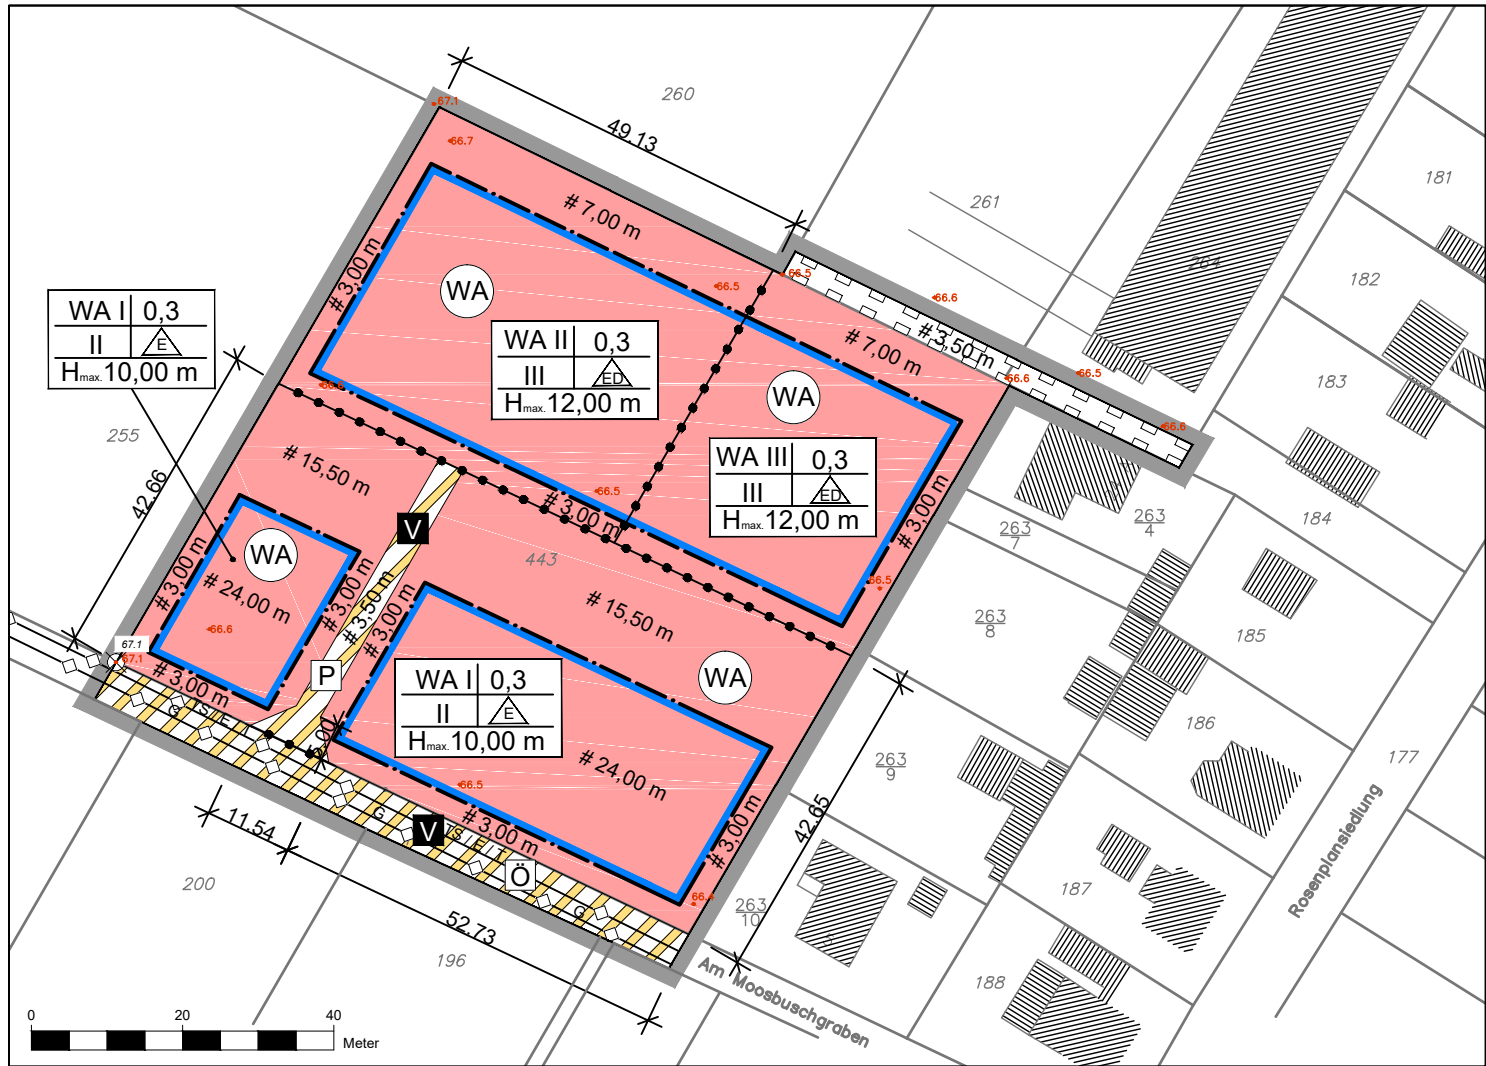 67.1
66.7
260
49.13
# 7,00 m
# 3,00 m
WA
66.5
66.5
66.6
# 3,50 m
# 7,00 m
66.6
66.5
66.6
261
264
181
182
183
184
WA I 0,3
II E
Hmax. 10,00 m
WA II 0,3
III ED
Hmax. 12,00 m
WA
WA III 0,3
III ED
Hmax. 12,00 m
255
42.66
# 15,50 m
66.5
# 3,00 m
# 3,00 m
66.5
V
443
263
7
263
4
WA
# 24,00 m
66.6
# 3,00 m
# 3,00 m
# 3,50 m
# 3,00 m
# 15,50 m
WA
263
8
185
186
67.1
67.1
# 3,00 m
P
WA I 0,3
II E
Hmax. 10,00 m
# 24,00 m
66.5
# 3,00 m
# 3,00 m
66.4
V
Ö
G
G
G
11.54
52.73
42.65
263
9
263
10
177
187
188
200
196
Rosenplansiedlung
Am Moosbuschgraben
0 20 40
Meter